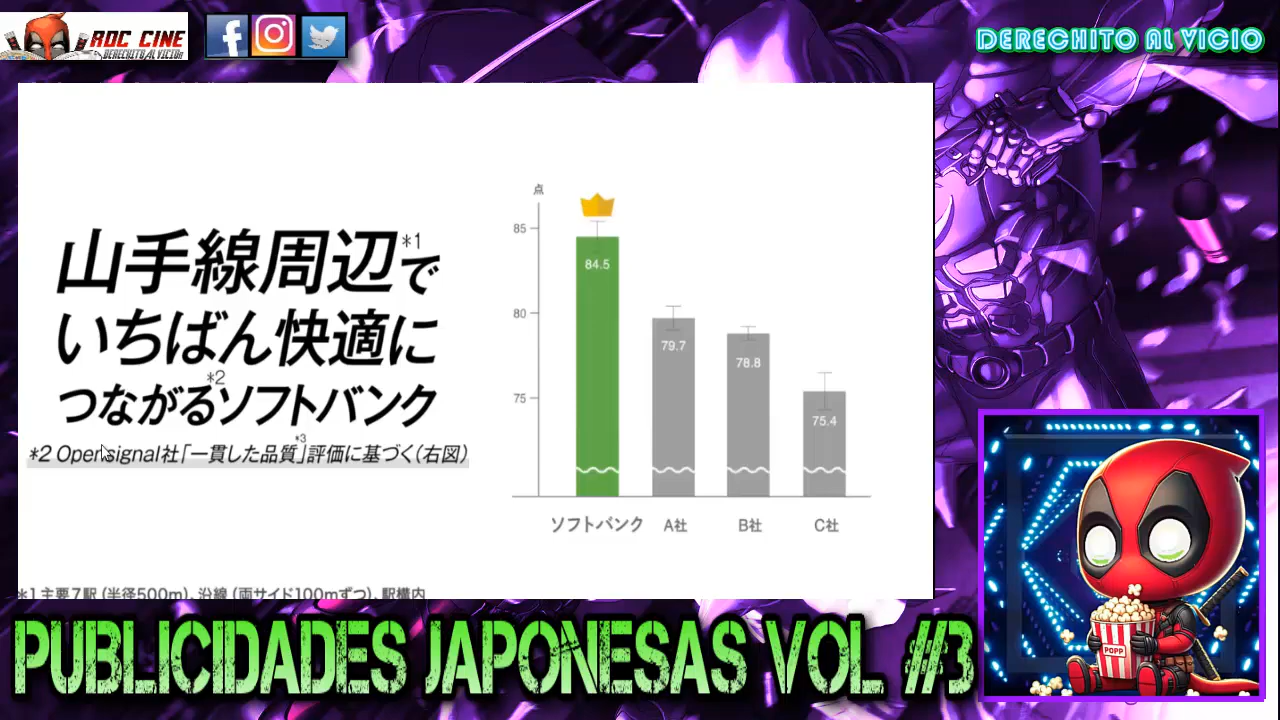 RDC CINE
DERECHITO AL VICIO
DERECHITO AL VICIO
山手線周辺*1で
いちばん快適に
つながる*2ソフトバンク
*2 Opensignal社「一貫した品質」*3評価に基づく(右図)
点
85
80
75
84.5
79.7
78.8
75.4
ソフトバンク A社 B社 C社
*1 主要7駅(半径500m)、沿線(両サイド100mずつ)、駅構内
POPP
PUBLICIDADES JAPONESAS VOL #3